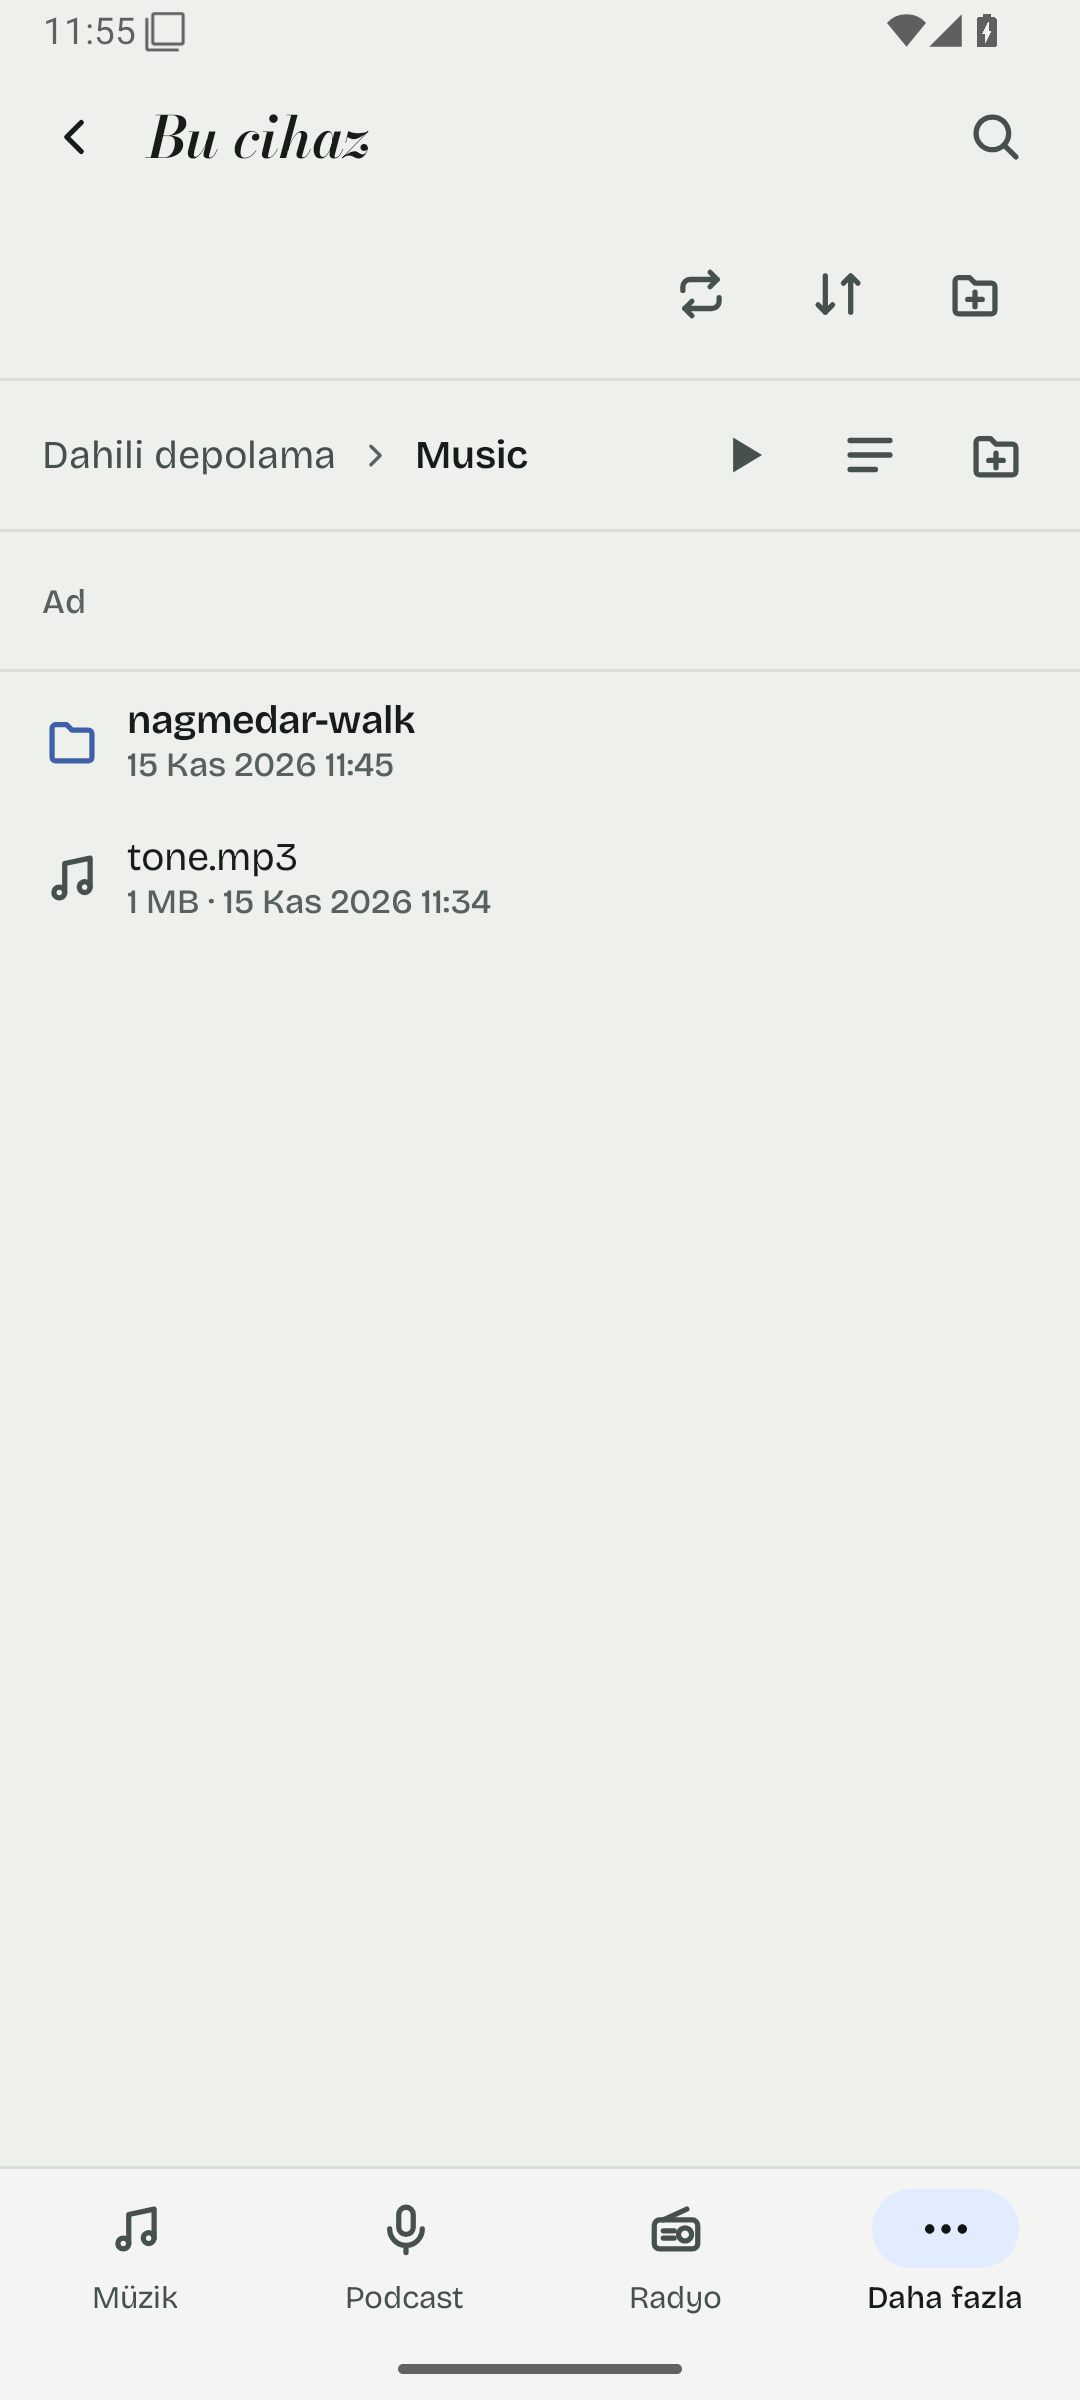 11:55
Bu cihaz
Dahili depolama > Music
Ad
nagmedar-walk
15 Kas 2026 11:45
tone.mp3
1 MB · 15 Kas 2026 11:34
Müzik Podcast Radyo Daha fazla